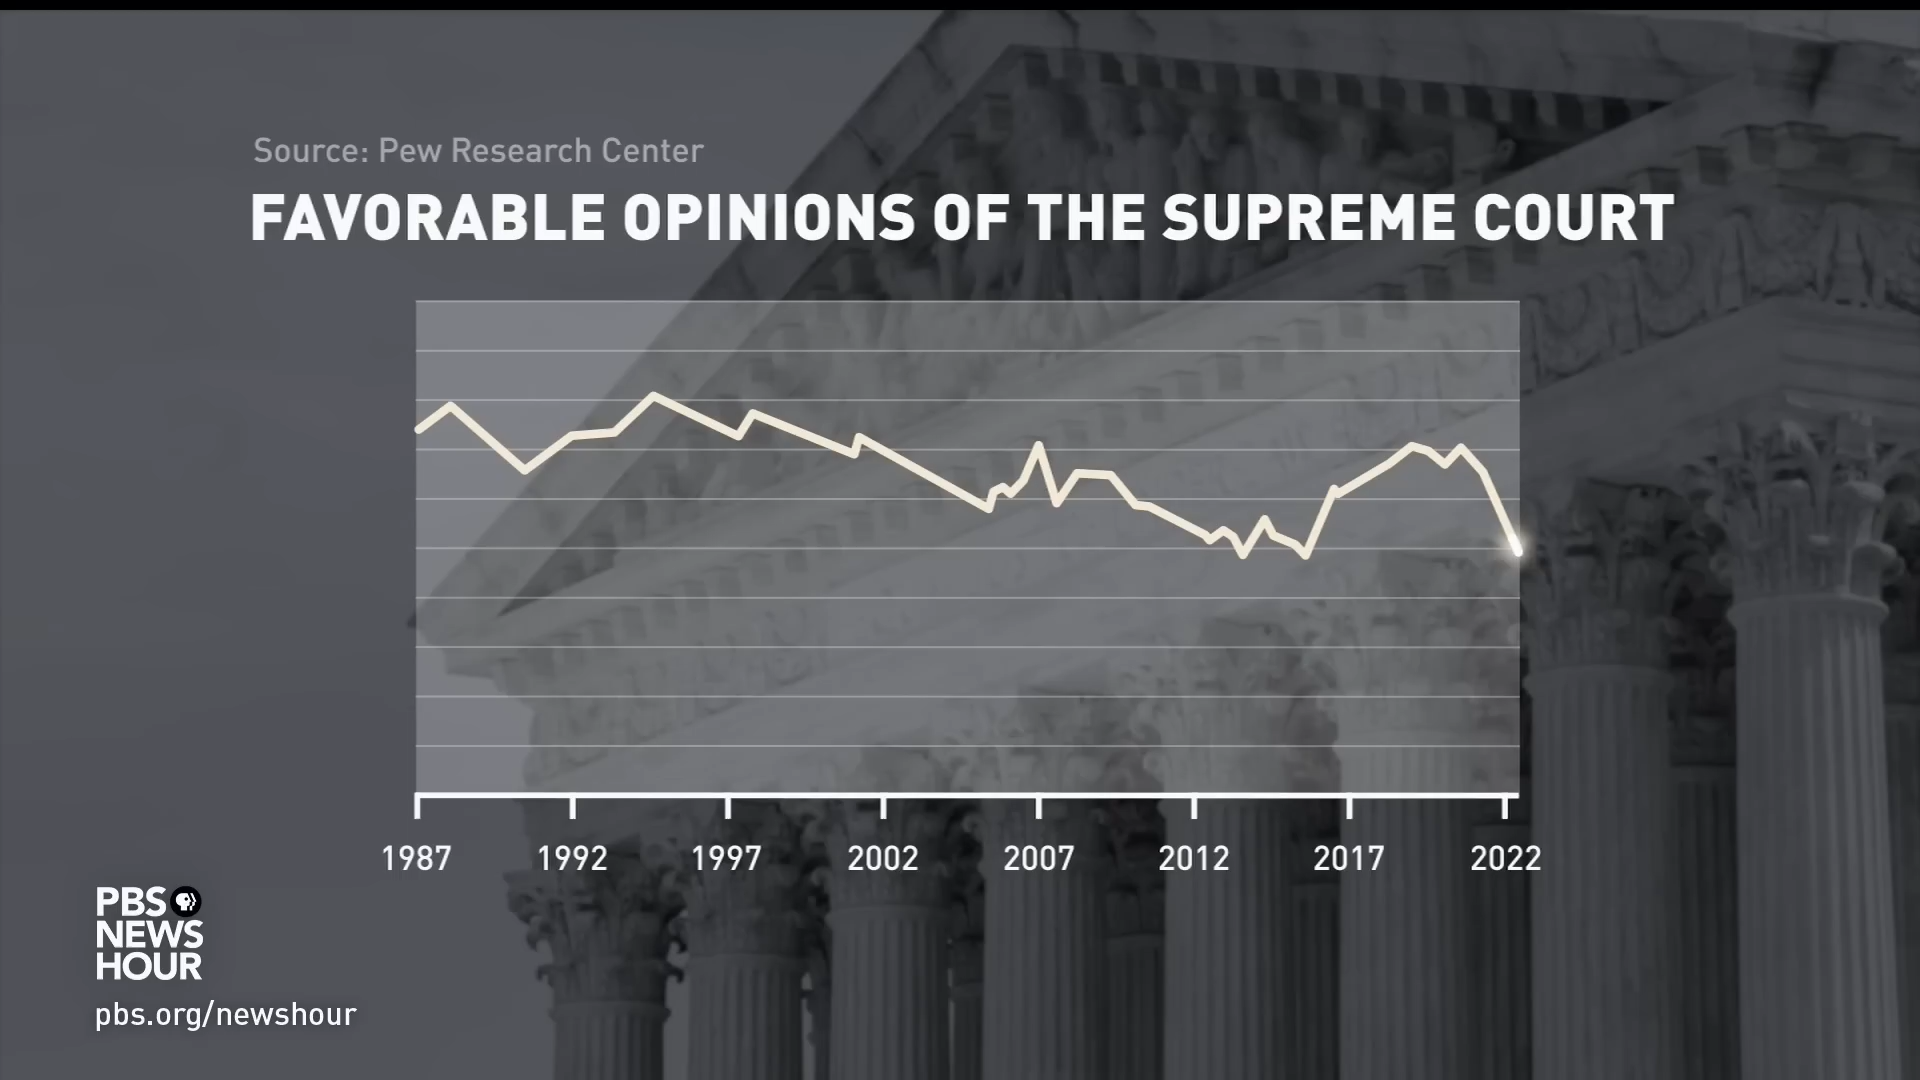 Source: Pew Research Center
FAVORABLE OPINIONS OF THE SUPREME COURT
1987 1992 1997 2002 2007 2012 2017 2022
PBS
NEWS
HOUR
pbs.org/newshour